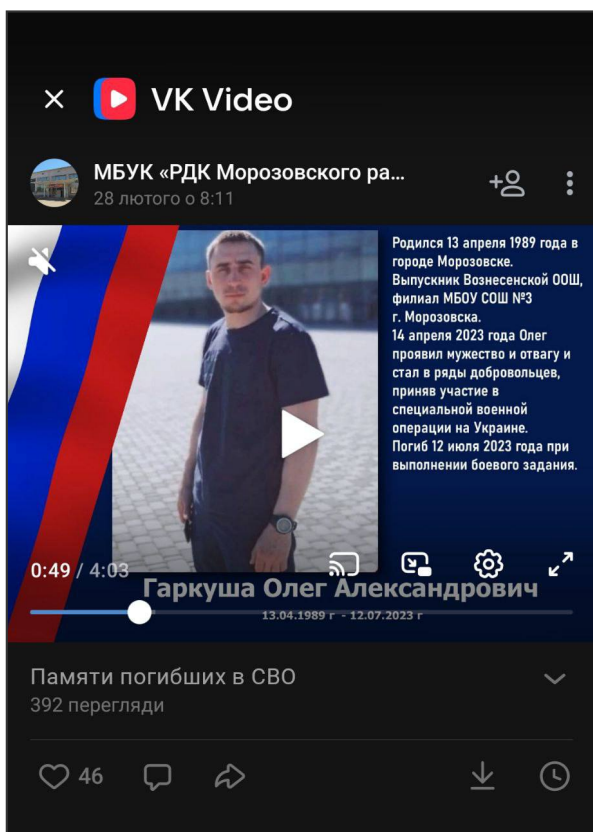 VK Video
МБУК «РДК Морозовского ра...
28 лютого о 8:11
Родился 13 апреля 1989 года в
городе Морозовске.
Выпускник Вознесенской ООШ,
филиал МБОУ СОШ №3
г. Морозовска.
14 апреля 2023 года Олег
проявил мужество и отвагу и
стал в ряды добровольцев,
приняв участие в
специальной военной
операции на Украине.
Погиб 12 июля 2023 года при
выполнении боевого задания.
0:49 / 4:03
Гаркуша Олег Александрович
13.04.1989 г - 12.07.2023 г
Памяти погибших в СВО
392 перегляди
46